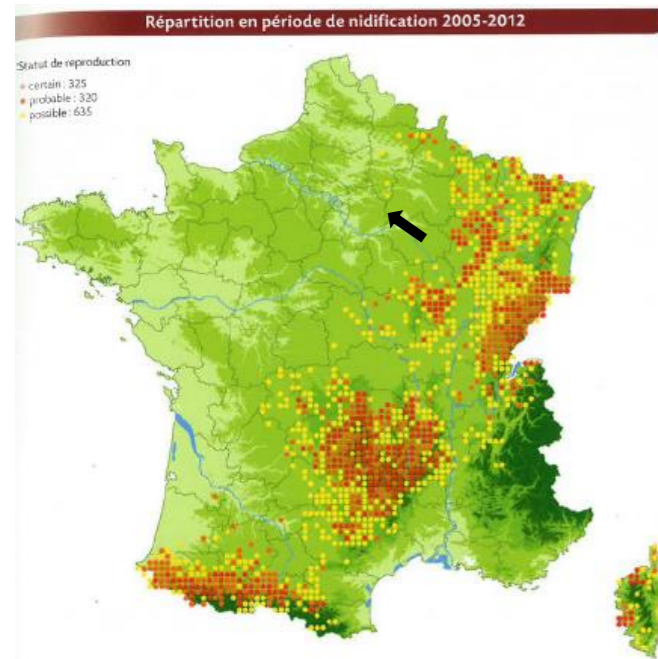 Répartition en période de nidification 2005-2012
Statut de reproduction
certain : 325
probable : 320
possible : 635